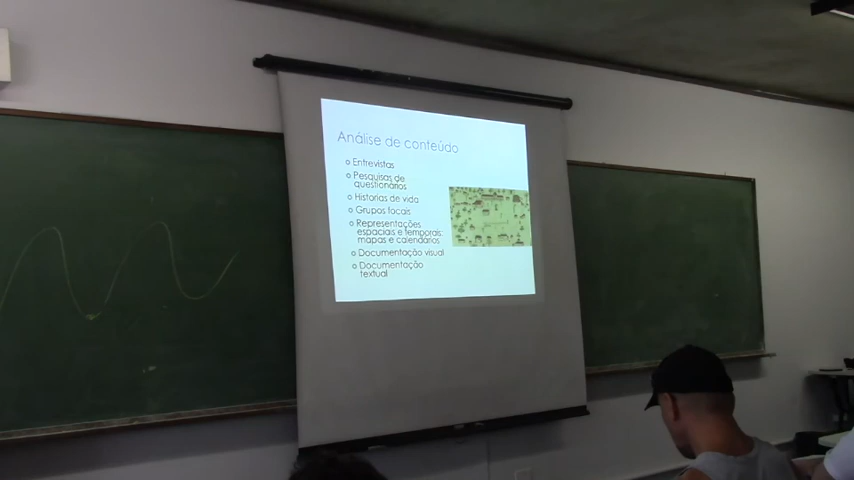 Análise de conteúdo
Entrevistas
Pesquisas de
questionários
Historias de vida
Grupos focais
Representações
espaciais e temporais:
mapas e calendários
Documentação visual
Documentação
textual